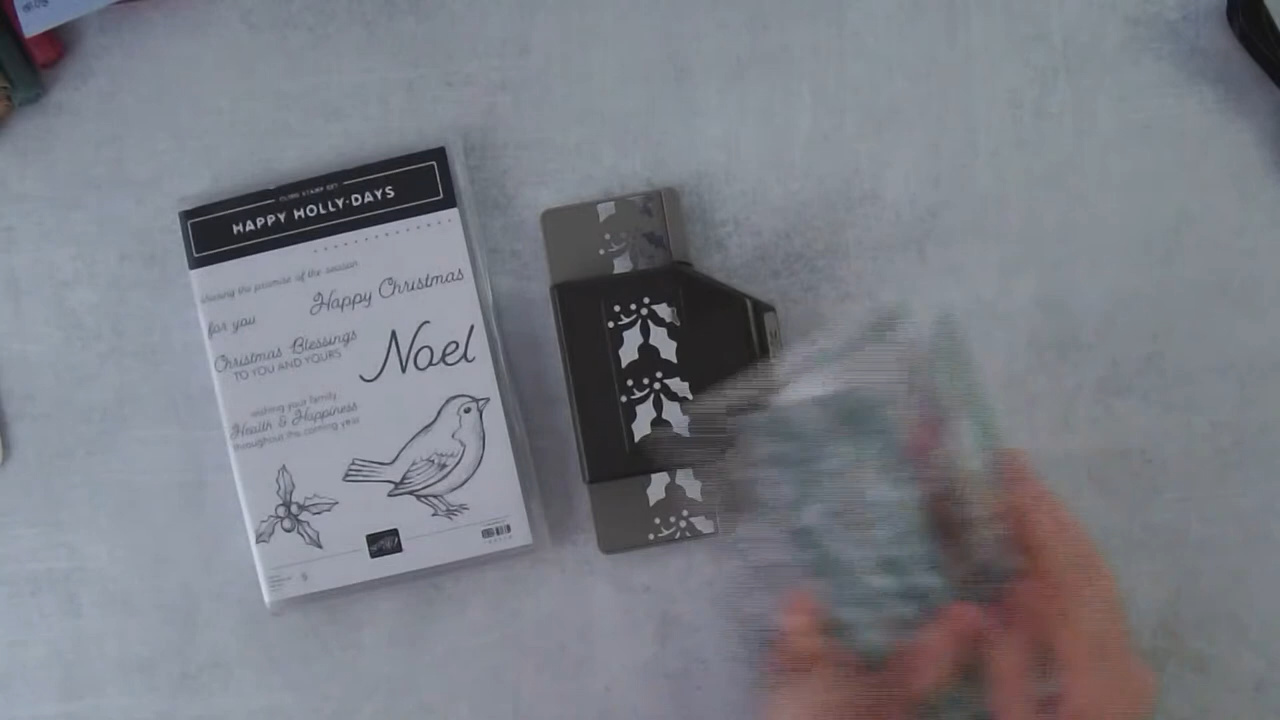 CLING STAMP SET
HAPPY HOLLY-DAYS
sharing the promise of the season
Happy Christmas
for you
Christmas Blessings
TO YOU AND YOURS
Noel
wishing your family
Health & Happiness
throughout the coming year